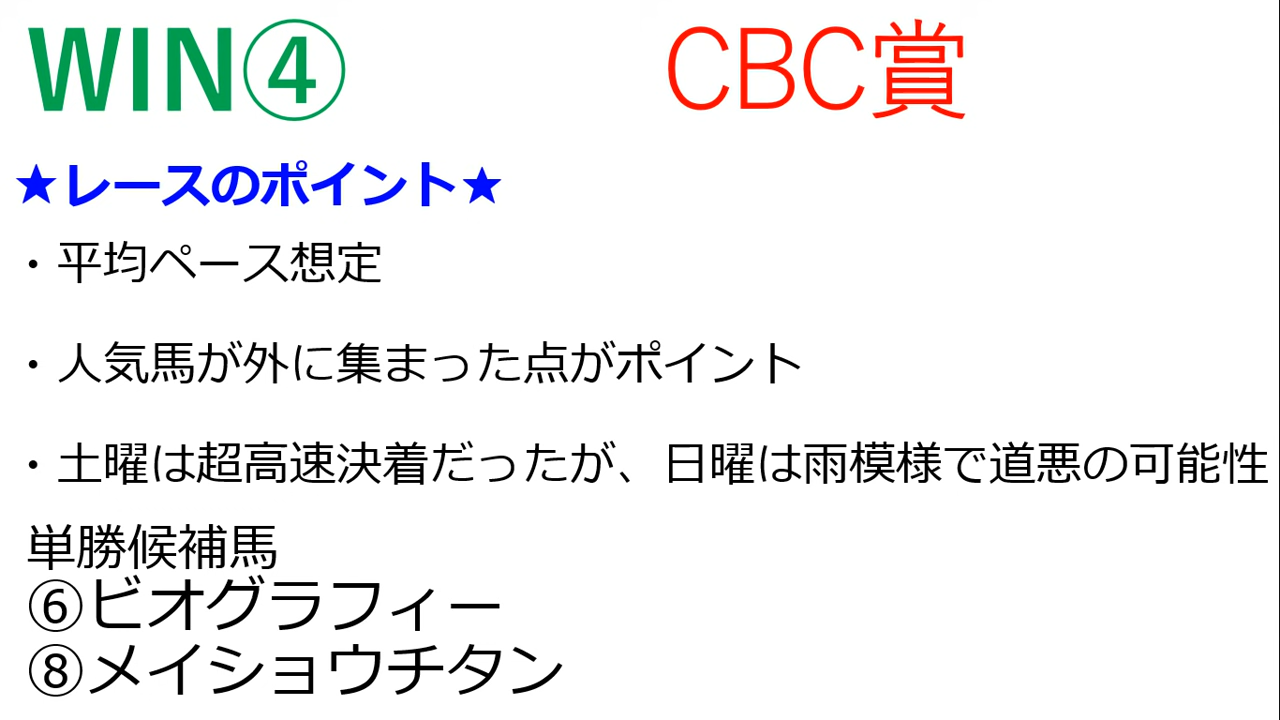 WIN④ CBC賞
★レースのポイント★
・平均ペース想定
・人気馬が外に集まった点がポイント
・土曜は超高速決着だったが、日曜は雨模様で道悪の可能性
単勝候補馬
⑥ビオグラフィー
⑧メイショウチタン